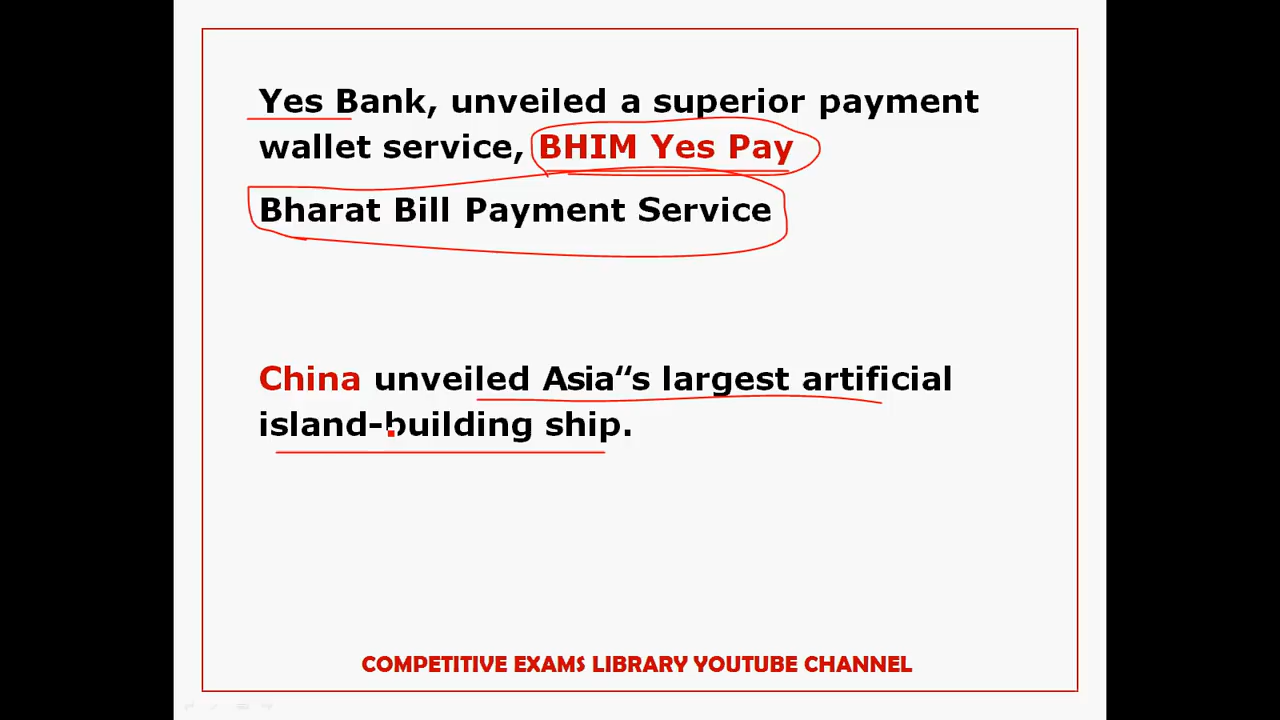 Yes Bank, unveiled a superior payment
wallet service, BHIM Yes Pay
Bharat Bill Payment Service
China unveiled Asia“s largest artificial
island-building ship.
COMPETITIVE EXAMS LIBRARY YOUTUBE CHANNEL